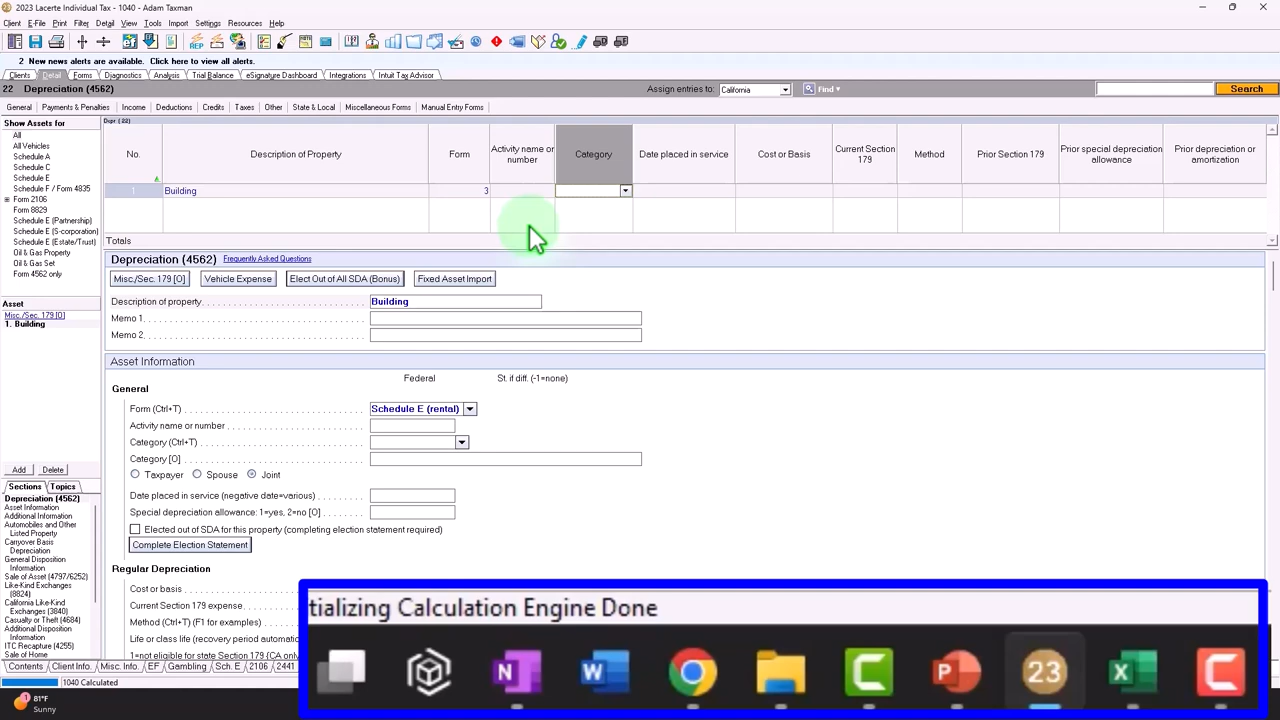 2023 Lacerte Individual Tax - 1040 - Adam Taxman
Client E-File Print Filter Detail View Tools Import Settings Resources Help
2 New news alerts are available. Click here to view all alerts.
Clients Detail Forms Diagnostics Analysis Trial Balance eSignature Dashboard Integrations Intuit Tax Advisor
22 Depreciation (4562) Assign entries to: California Find Search
General Payments & Penalties Income Deductions Credits Taxes Other State & Local Miscellaneous Forms Manual Entry Forms
Show Assets for
All
All Vehicles
Schedule A
Schedule C
Schedule E
Schedule F / Form 4835
Form 2106
Form 8829
Schedule E (Partnership)
Schedule E (S-corporation)
Schedule E (Estate/Trust)
Oil & Gas Property
Oil & Gas Set
Form 4562 only
Asset
Misc./Sec. 179 [O]
1. Building
Add Delete
Sections Topics
Depreciation (4562)
Asset Information
Additional Information
Automobiles and Other
Listed Property
Carryover Basis
Depreciation
General Disposition
Information
Sale of Asset (4797/6252)
Like-Kind Exchanges
(8824)
California Like-Kind
Exchanges (3840)
Casualty or Theft (4684)
Additional Disposition
Information
ITC Recapture (4255)
Sale of Home
Depr (22)
No. Description of Property Form Activity name or number Category Date placed in service Cost or Basis Current Section 179 Method Prior Section 179 Prior special depreciation allowance Prior depreciation or amortization
1 Building 3
Totals
Depreciation (4562) Frequently Asked Questions
Misc./Sec. 179 [O] Vehicle Expense Elect Out of All SDA (Bonus) Fixed Asset Import
Description of property Building
Memo 1
Memo 2
Asset Information
Federal St. if diff. (-1=none)
General
Form (Ctrl+T) Schedule E (rental)
Activity name or number
Category (Ctrl+T)
Category [O]
Taxpayer Spouse Joint
Date placed in service (negative date=various)
Special depreciation allowance: 1=yes, 2=no [O]
Elected out of SDA for this property (completing election statement required)
Complete Election Statement
Regular Depreciation
Cost or basis
Current Section 179 expense
Method (Ctrl+T) (F1 for examples)
Life or class life (recovery period automa
1=not eligible for state Section 179 (CA only
Contents Client Info. Misc. Info. EF Gambling Sch. E 2106 2441
1040 Calculated
tializing Calculation Engine Done
N W P 23 X
81°F
Sunny